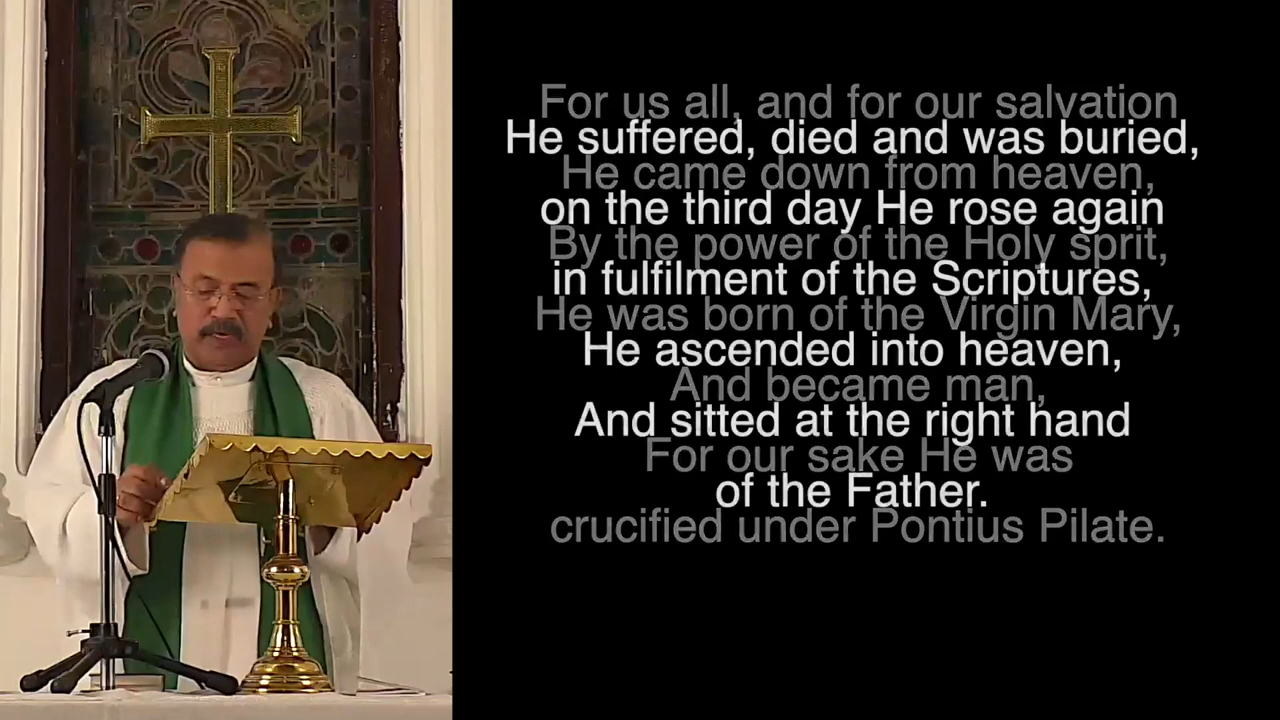 For us all, and for our salvation
He suffered, died and was buried,
He came down from heaven,
on the third day He rose again
By the power of the Holy sprit,
in fulfilment of the Scriptures,
He was born of the Virgin Mary,
He ascended into heaven,
And became man,
And sitted at the right hand
For our sake He was
of the Father.
crucified under Pontius Pilate.